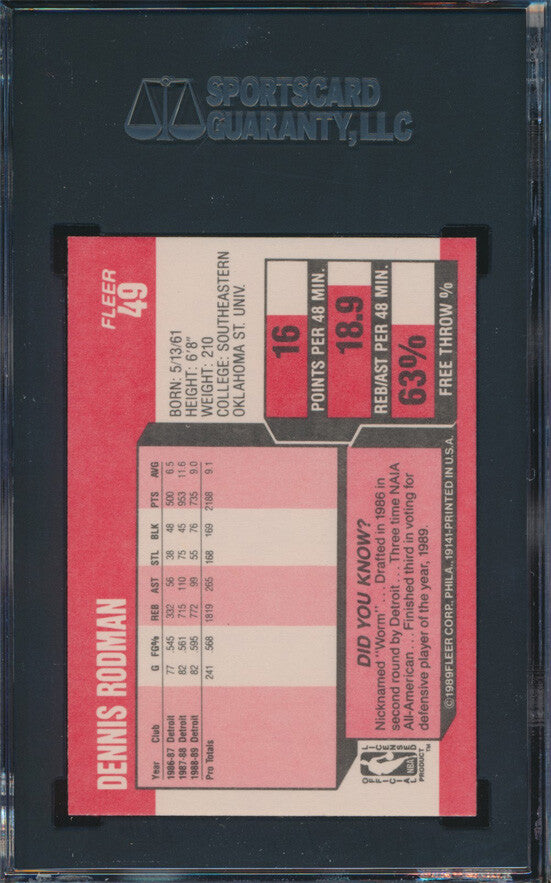 SPORTSCARD
GUARANTY, LLC
FLEER
49
DENNIS RODMAN
BORN: 5/13/61
HEIGHT: 6'8"
WEIGHT: 210
COLLEGE: SOUTHEASTERN
OKLAHOMA ST. UNIV.
Year Club G FG% REB AST STL BLK PTS AVG
1986-87 Detroit 77 .545 332 56 38 48 500 6.5
1987-88 Detroit 82 .561 715 110 75 45 953 11.6
1988-89 Detroit 82 .595 772 99 55 76 735 9.0
Pro Totals 241 .568 1819 265 168 169 2188 9.1
16
POINTS PER 48 MIN.
18.9
REB/AST PER 48 MIN.
63%
FREE THROW %
DID YOU KNOW?
Nicknamed "Worm" . . . Drafted in 1986 in
second round by Detroit . . . Three time NAIA
All-American . . . Finished third in voting for
defensive player of the year, 1989.
OFFICIAL LICENSED
NBA
PRODUCT™
©1989FLEER CORP., PHILA., 19141-PRINTED IN U.S.A.